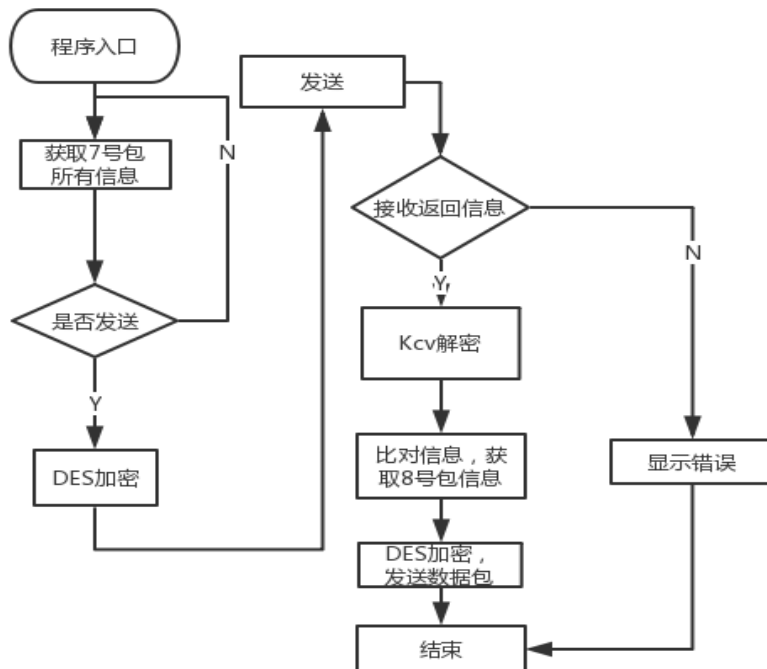 程序入口
获取7号包
所有信息
N
是否发送
Y
DES加密
发送
接收返回信息
N
Y
Kcv解密
比对信息，获
取8号包信息
DES加密，
发送数据包
显示错误
结束